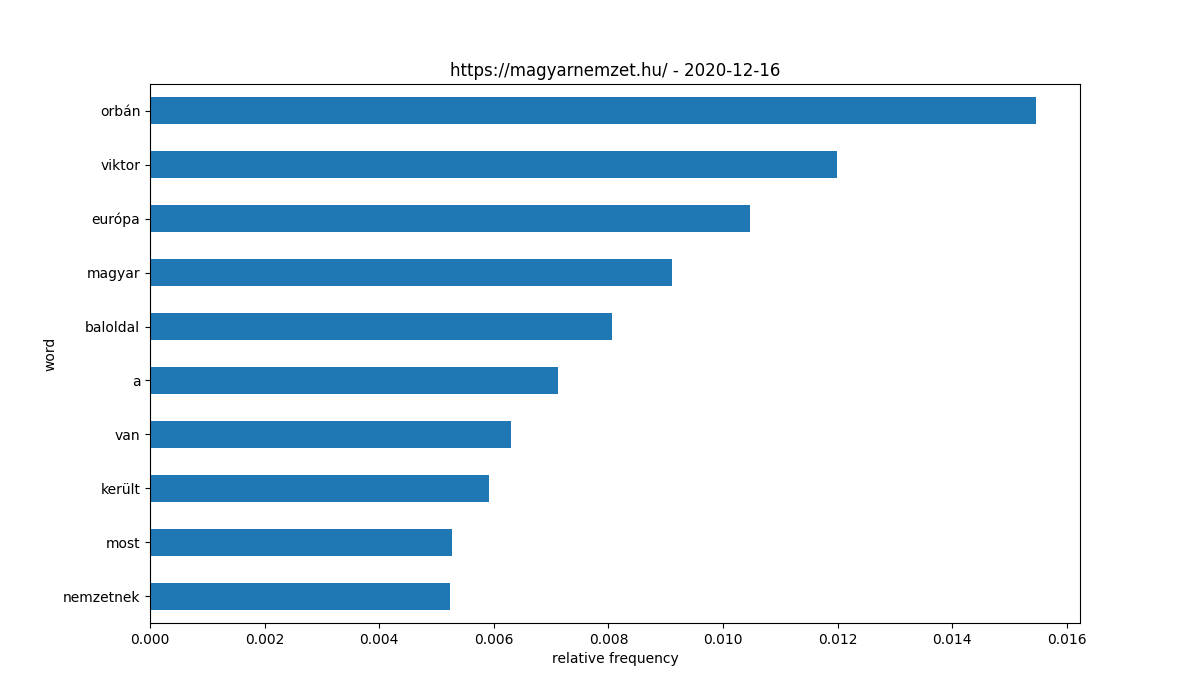 https://magyarnemzet.hu/ - 2020-12-16
orbán
viktor
európa
magyar
baloldal
a
van
került
most
nemzetnek
word
0.000 0.002 0.004 0.006 0.008 0.010 0.012 0.014 0.016
relative frequency